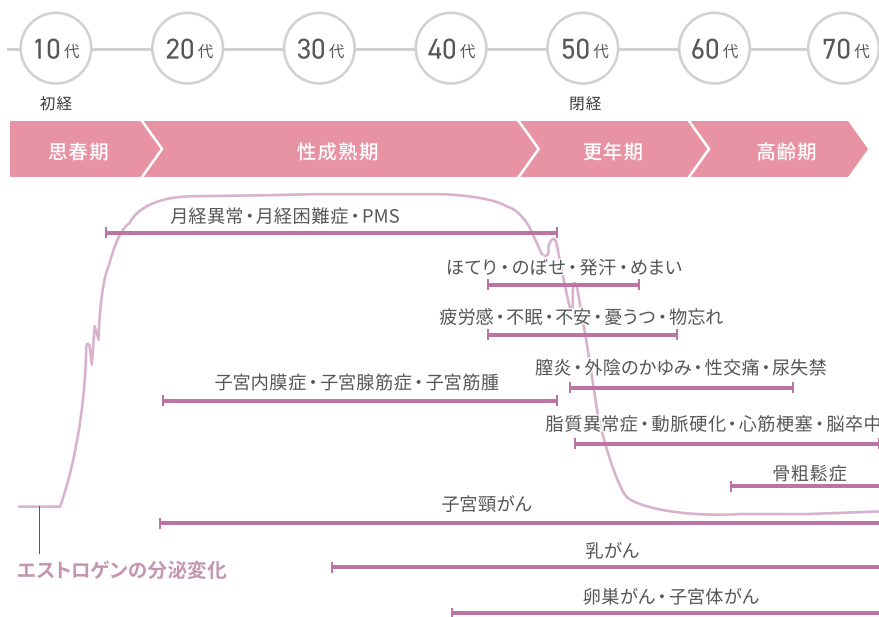 10代 20代 30代 40代 50代 60代 70代
初経 閉経
思春期 性成熟期 更年期 高齢期
月経異常・月経困難症・PMS
ほてり・のぼせ・発汗・めまい
疲労感・不眠・不安・憂うつ・物忘れ
膣炎・外陰のかゆみ・性交痛・尿失禁
子宮内膜症・子宮腺筋症・子宮筋腫
脂質異常症・動脈硬化・心筋梗塞・脳卒中
骨粗鬆症
子宮頸がん
乳がん
エストロゲンの分泌変化
卵巣がん・子宮体がん